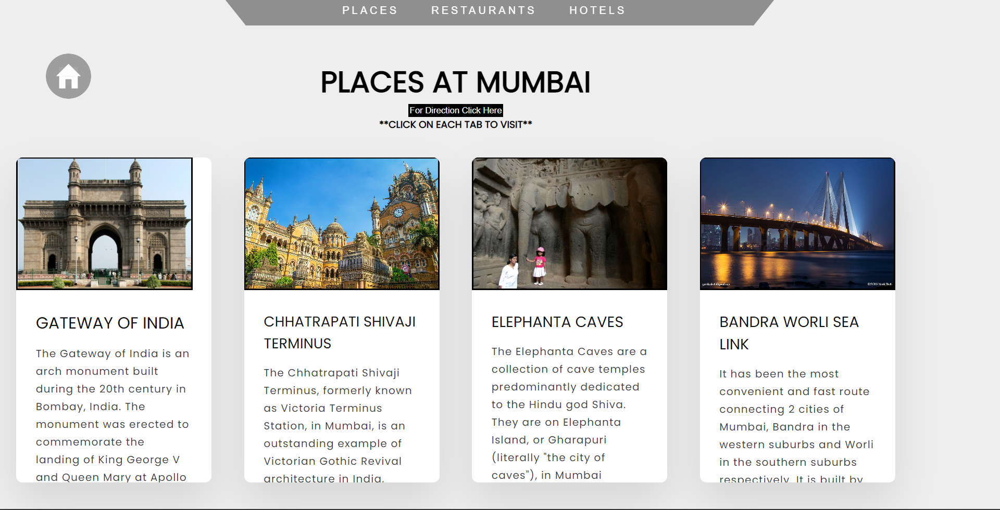 PLACES RESTAURANTS HOTELS
PLACES AT MUMBAI
For Direction Click Here
**CLICK ON EACH TAB TO VISIT**
GATEWAY OF INDIA
The Gateway of India is an
arch monument built
during the 20th century in
Bombay, India. The
monument was erected to
commemorate the
landing of King George V
and Queen Mary at Apollo
CHHATRAPATI SHIVAJI
TERMINUS
The Chhatrapati Shivaji
Terminus, formerly known
as Victoria Terminus
Station, in Mumbai, is an
outstanding example of
Victorian Gothic Revival
architecture in India,
ELEPHANTA CAVES
The Elephanta Caves are a
collection of cave temples
predominantly dedicated
to the Hindu god Shiva.
They are on Elephanta
Island, or Gharapuri
(literally "the city of
caves"), in Mumbai
BANDRA WORLI SEA
LINK
It has been the most
convenient and fast route
connecting 2 cities of
Mumbai, Bandra in the
western suburbs and Worli
in the southern suburbs
respectively. It is built by